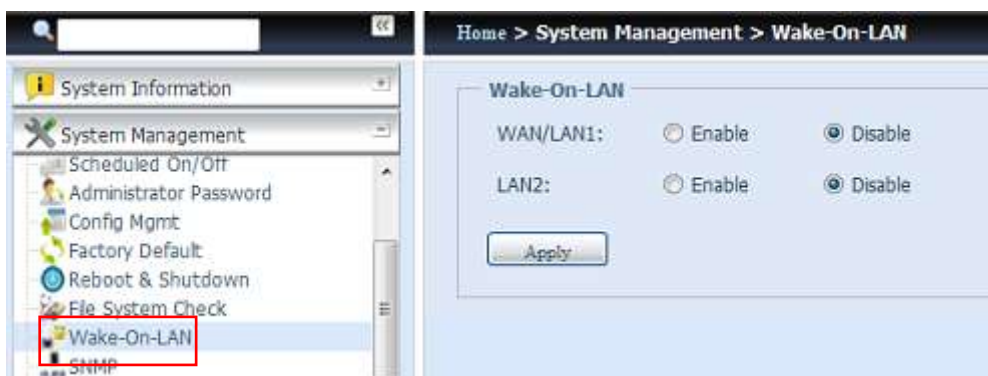 Home > System Management > Wake-On-LAN
System Information
System Management
Scheduled On/Off
Administrator Password
Config Mgmt
Factory Default
Reboot & Shutdown
File System Check
Wake-On-LAN
SNMP
Wake-On-LAN
WAN/LAN1: Enable Disable
LAN2: Enable Disable
Apply